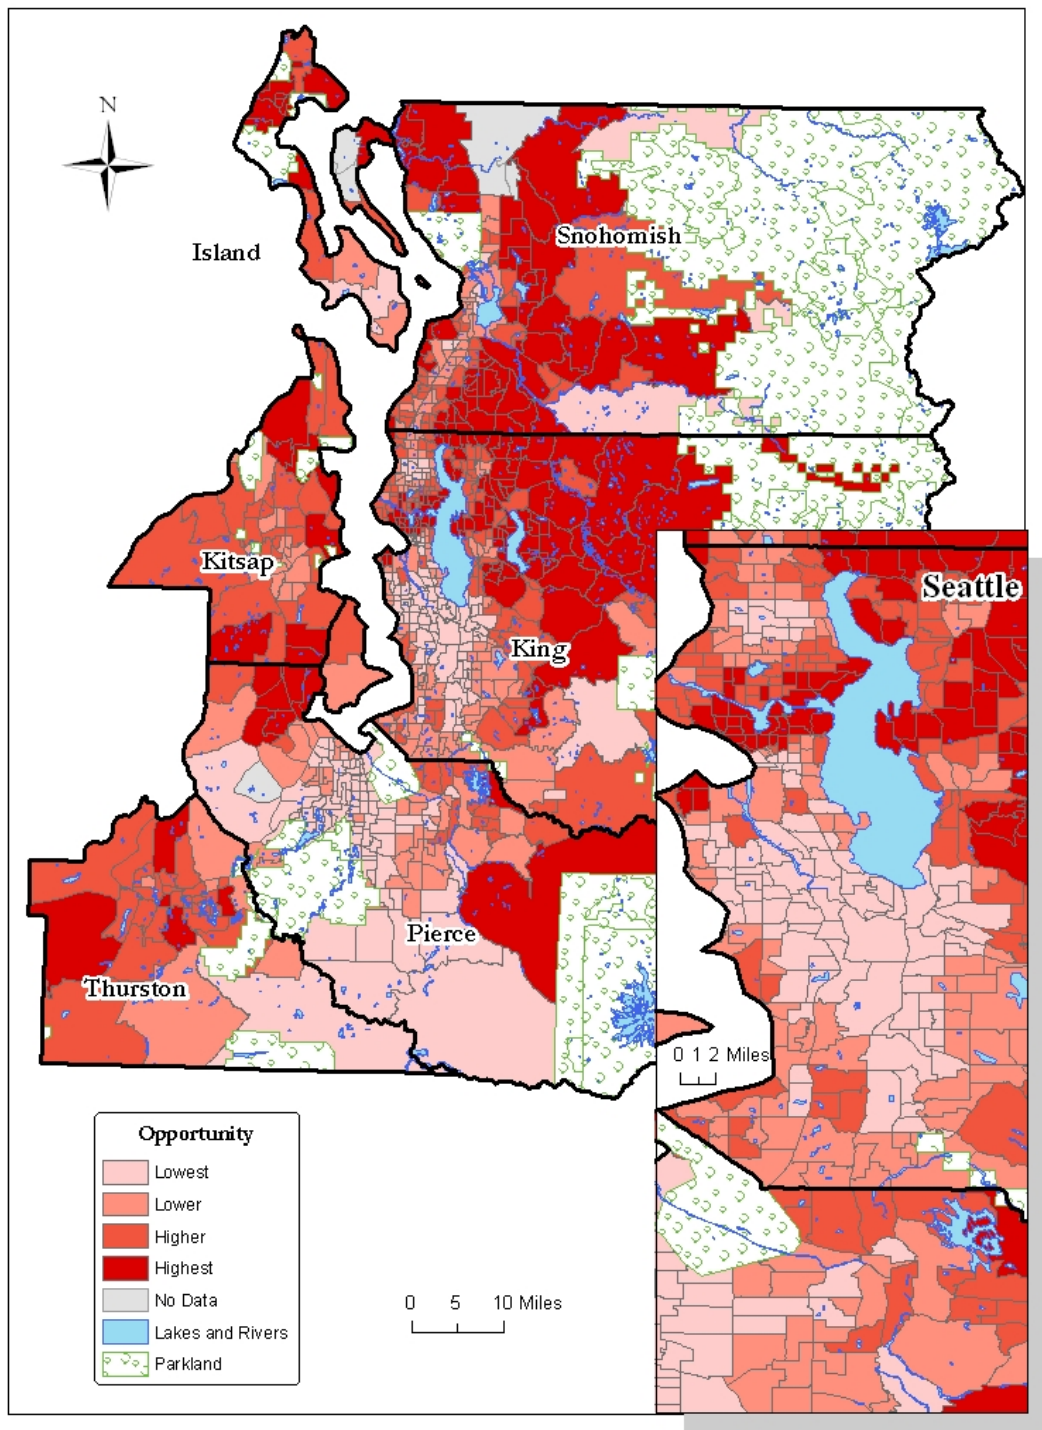 N
Island
Snohomish
Kitsap
King
Seattle
Pierce
Thurston
0 1 2 Miles
Opportunity
Lowest
Lower
Higher
Highest
No Data
Lakes and Rivers
Parkland
0 5 10 Miles